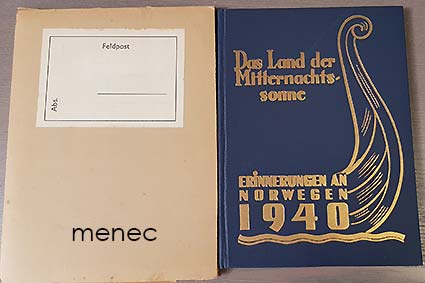 Feldpost
Abs.
menec
Das Land der
Mitternachts-
sonne
ERINNERUNGEN AN
NORWEGEN
1940